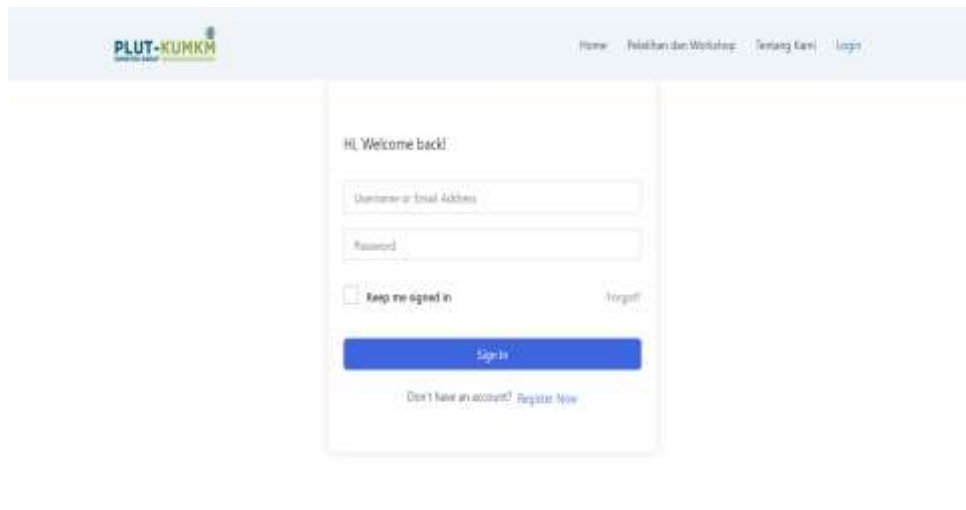 PLUT-KUMKM
Home Pelatihan dan Workshop Tentang Kami Login
Hi, Welcome back!
Username or Email Address
Password
Keep me signed in Forgot?
Sign In
Don't have an account? Register Now